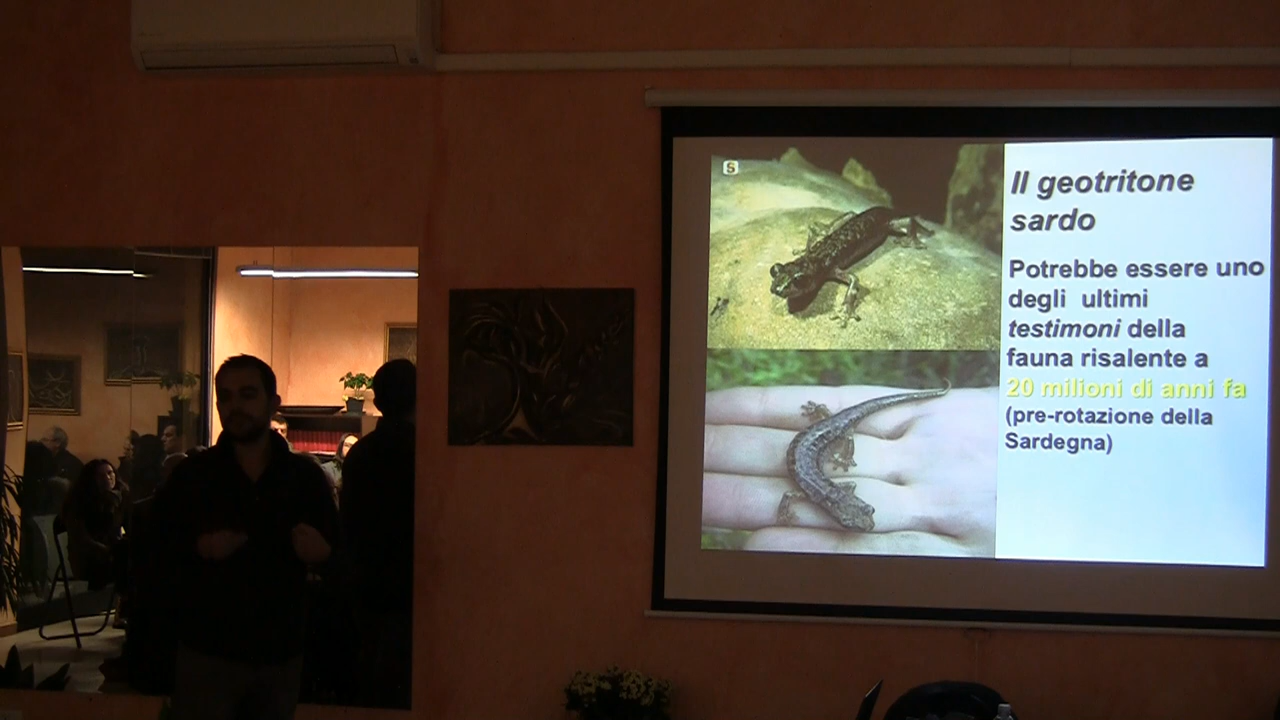 S
Il geotritone
sardo
Potrebbe essere uno
degli ultimi
testimoni della
fauna risalente a
20 milioni di anni fa
(pre-rotazione della
Sardegna)